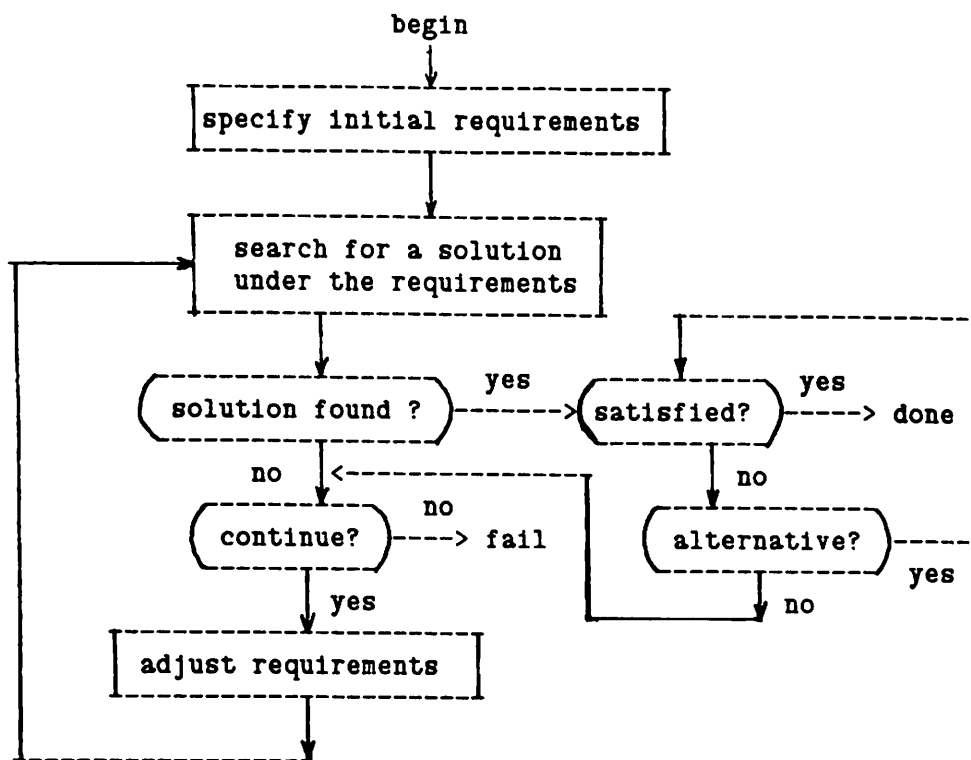 begin
specify initial requirements
search for a solution
under the requirements
yes
yes
solution found ?
satisfied?
done
no
no
no
continue?
fail
alternative?
yes
yes
no
adjust requirements